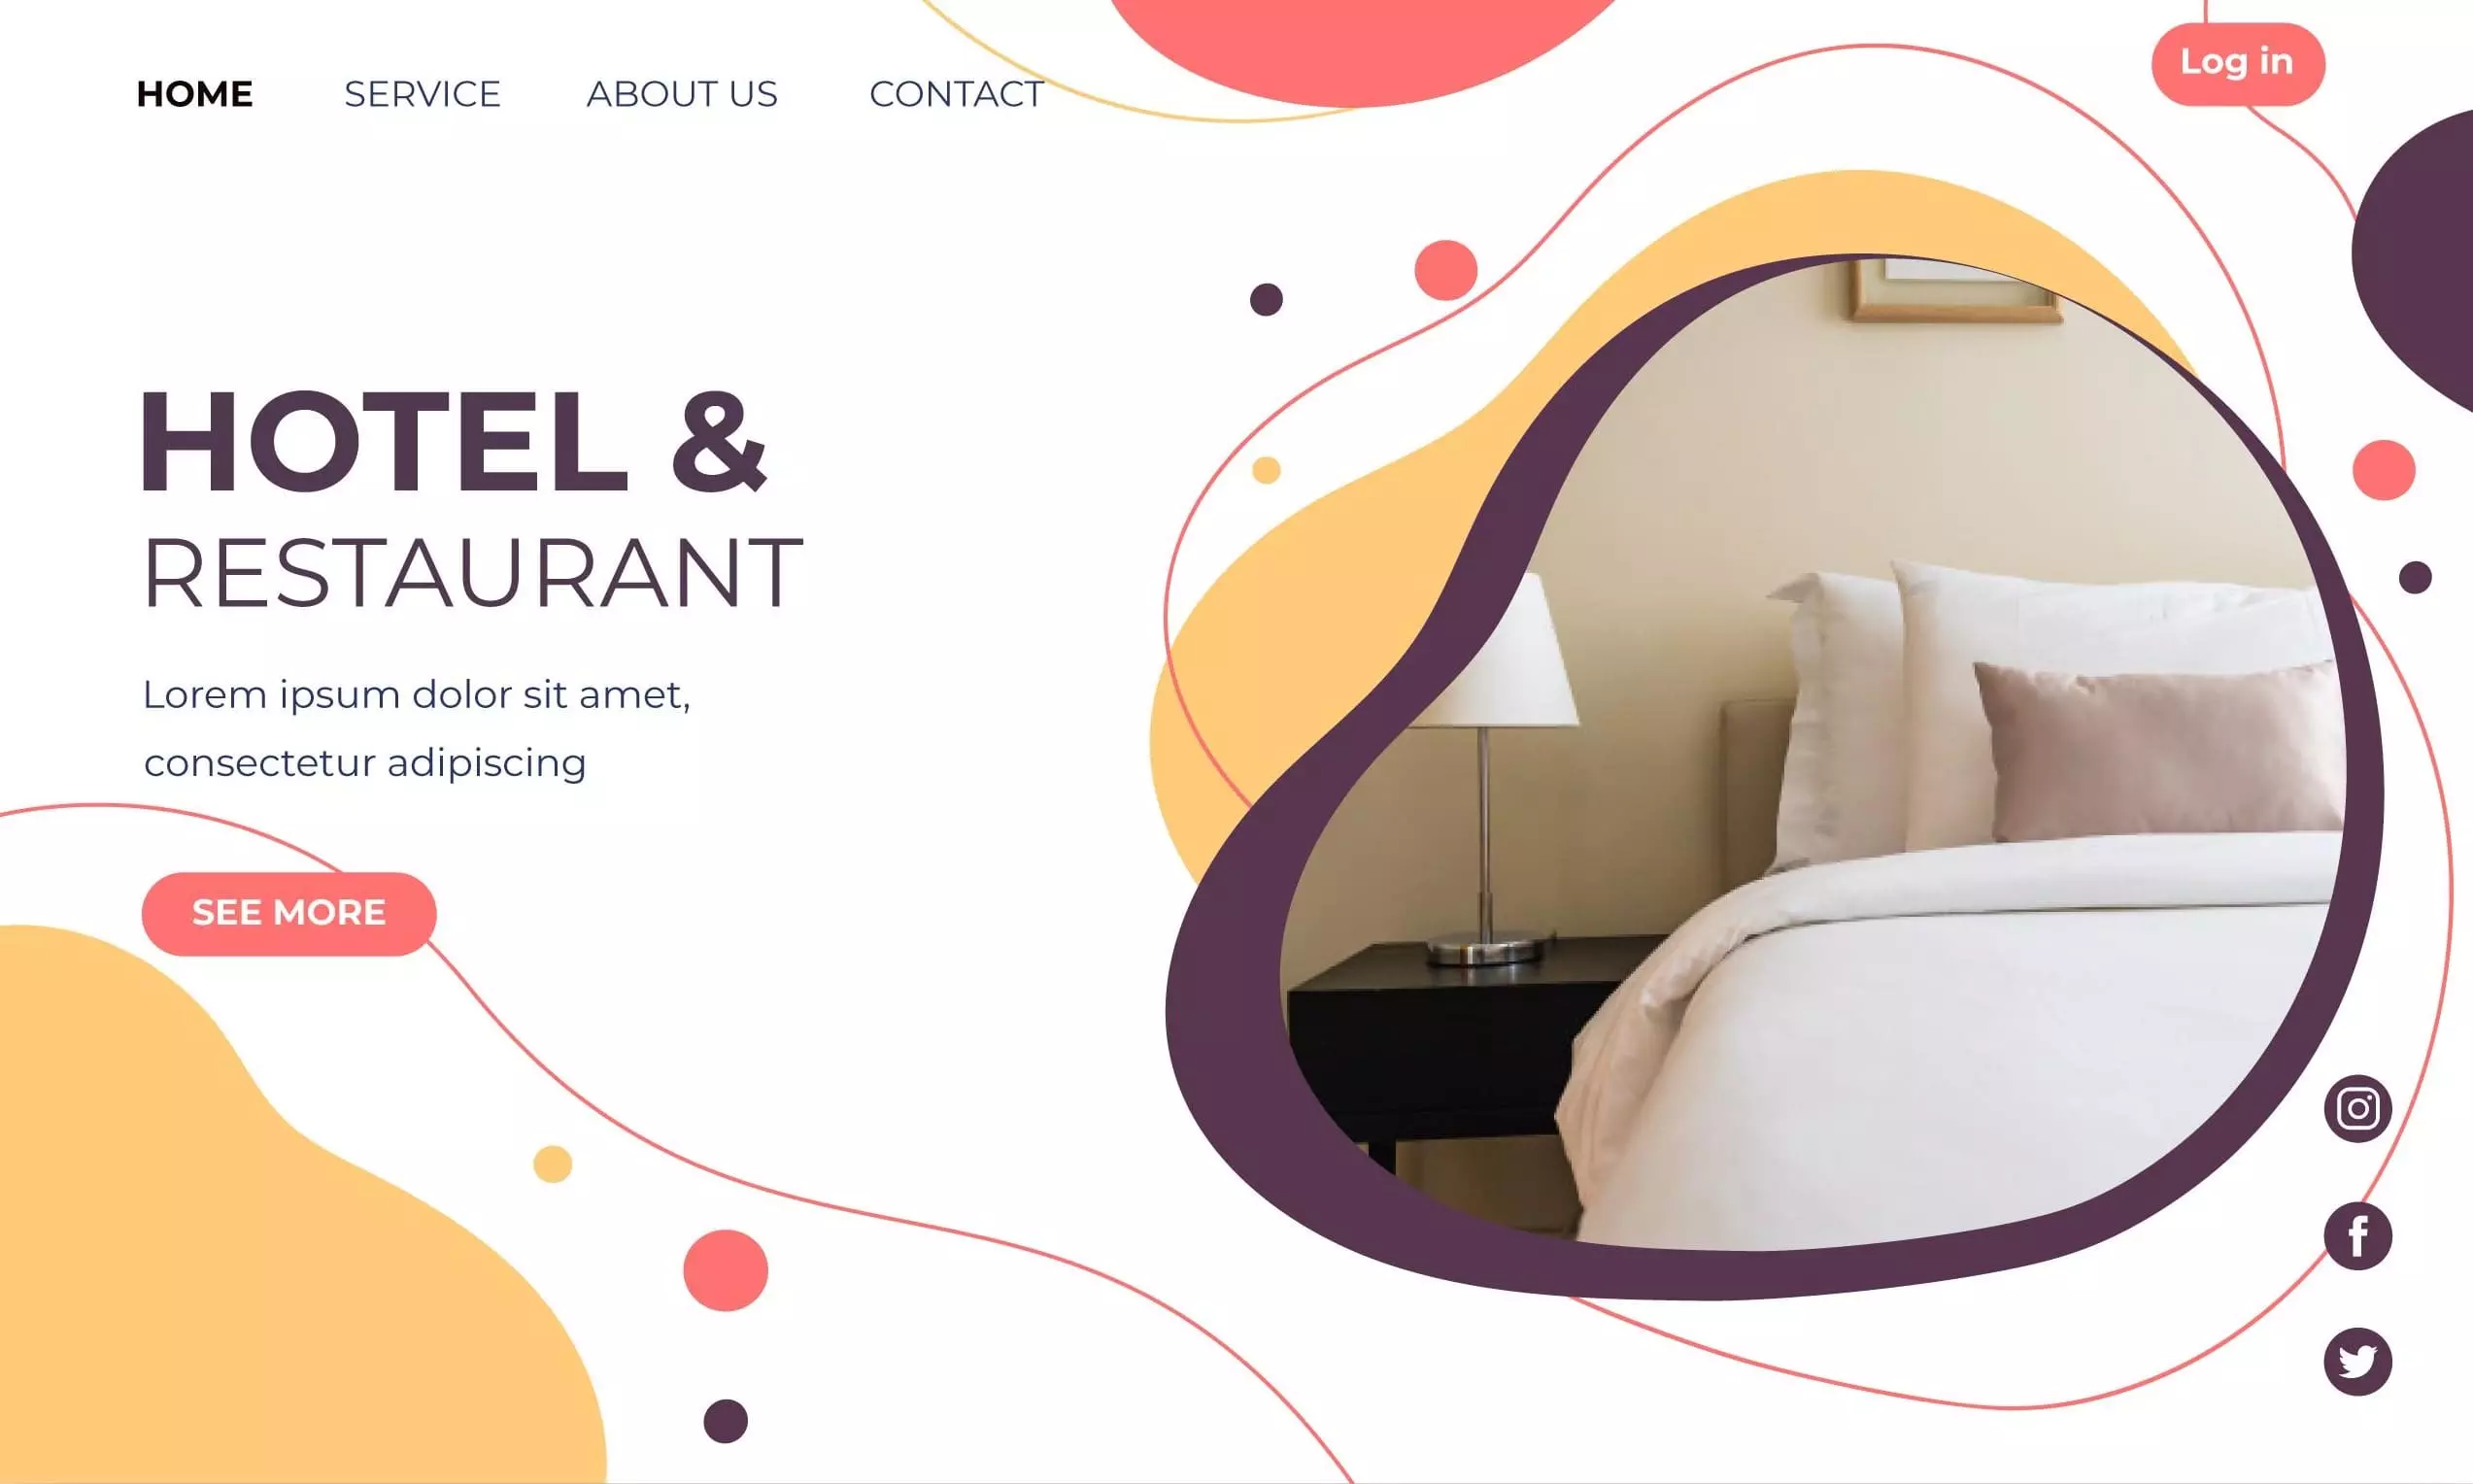 HOME SERVICE ABOUT US CONTACT
Log in
HOTEL &
RESTAURANT
Lorem ipsum dolor sit amet,
consectetur adipiscing
SEE MORE